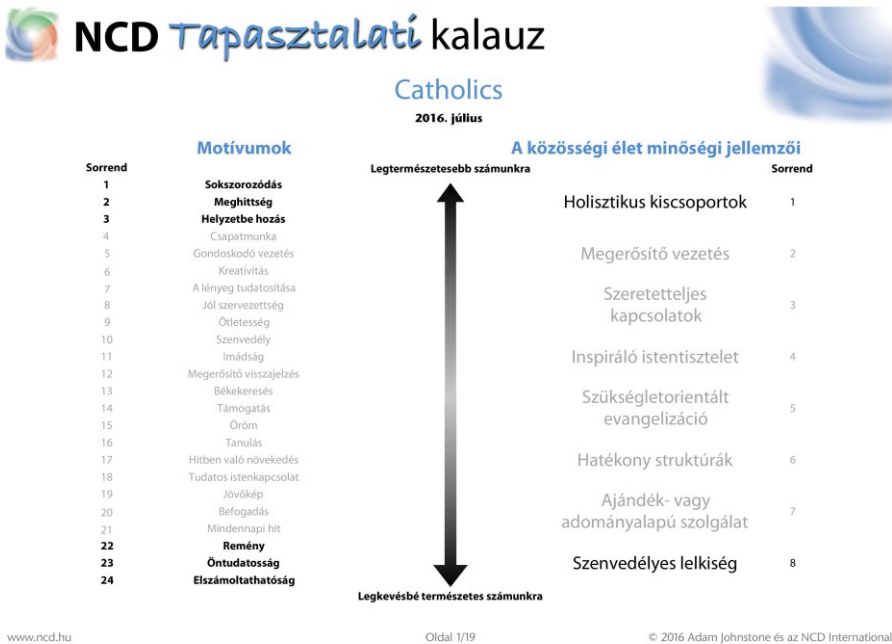 NCD Tapasztalati kalauz
Catholics
2016. július
Motívumok
Sorrend
1 Sokszorozódás
2 Meghittség
3 Helyzetbe hozás
4 Csapatmunka
5 Gondoskodó vezetés
6 Kreativitás
7 A lényeg tudatosítása
8 Jól szervezettség
9 Ötletesség
10 Szenvedély
11 Imádság
12 Megerősítő visszajelzés
13 Békekeresés
14 Támogatás
15 Öröm
16 Tanulás
17 Hitben való növekedés
18 Tudatos istenkapcsolat
19 Jövőkép
20 Befogadás
21 Mindennapi hit
22 Remény
23 Öntudatosság
24 Elszámoltathatóság
Legtermészetesebb számunkra
Legkevésbé természetes számunkra
A közösségi élet minőségi jellemzői
Sorrend
Holisztikus kiscsoportok 1
Megerősítő vezetés 2
Szeretetteljes
kapcsolatok 3
Inspiráló istentisztelet 4
Szükségletorientált
evangelizáció 5
Hatékony struktúrák 6
Ajándék- vagy
adományalapú szolgálat 7
Szenvedélyes lelkiség 8
www.ncd.hu
Oldal 1/19
© 2016 Adam Johnstone és az NCD International